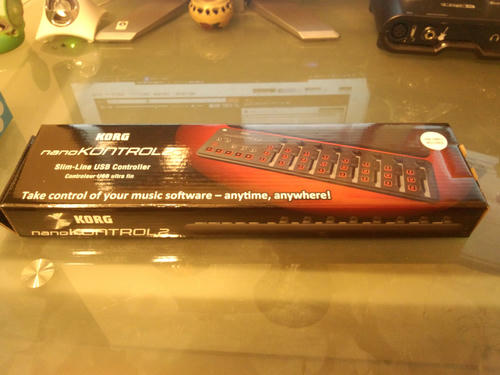 KORG
nanoKONTROL2
Slim-Line USB Controller
Controleur USB ultra fin
Take control of your music software – anytime, anywhere!
KORG
nanoKONTROL2